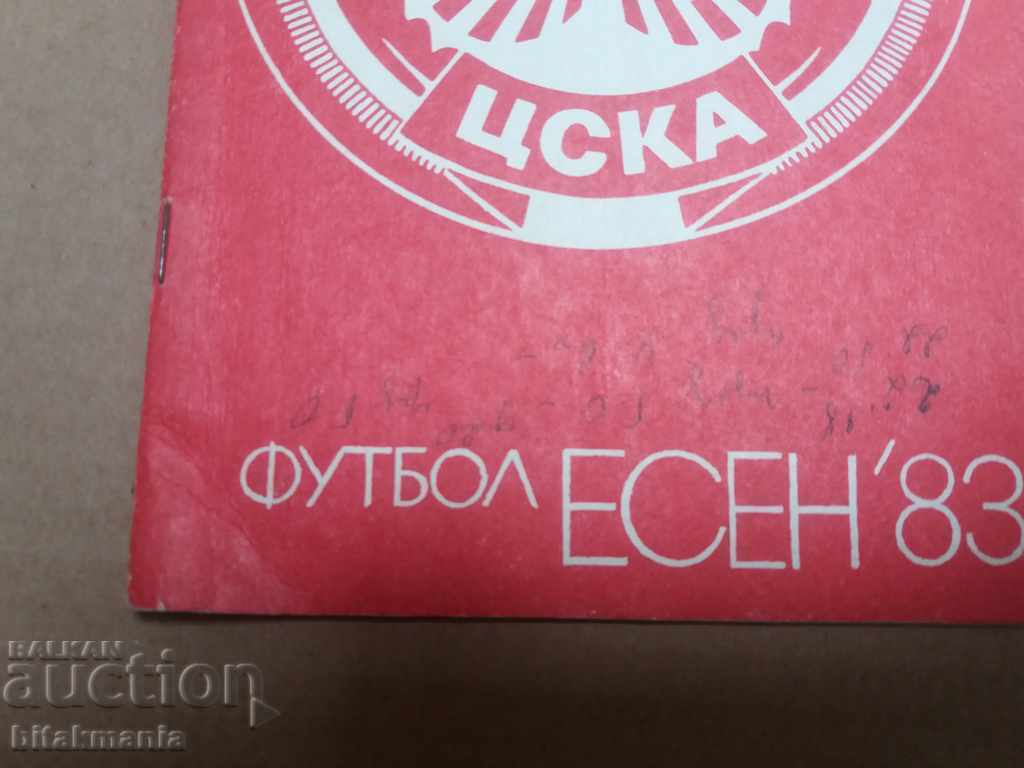 ЦСКА
ФУТБОЛ ЕСЕН '83
BALKAN
auction
bitakmania